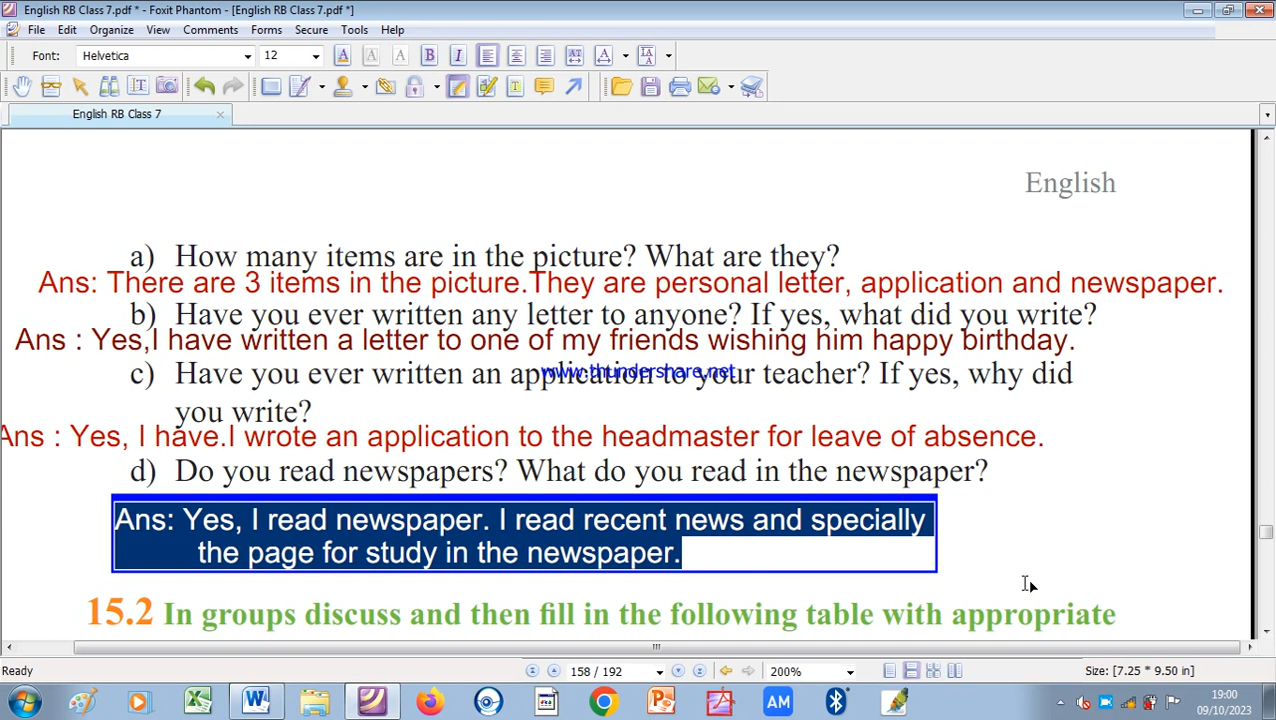 English RB Class 7.pdf * - Foxit Phantom - [English RB Class 7.pdf *]
File Edit Organize View Comments Forms Secure Tools Help
Font: Helvetica 12
English RB Class 7
English
a) How many items are in the picture? What are they?
Ans: There are 3 items in the picture.They are personal letter, application and newspaper.
b) Have you ever written any letter to anyone? If yes, what did you write?
Ans : Yes,I have written a letter to one of my friends wishing him happy birthday.
www.thundershare.net
c) Have you ever written an application to your teacher? If yes, why did
you write?
Ans : Yes, I have.I wrote an application to the headmaster for leave of absence.
d) Do you read newspapers? What do you read in the newspaper?
Ans: Yes, I read newspaper. I read recent news and specially
the page for study in the newspaper.
15.2 In groups discuss and then fill in the following table with appropriate
Ready 158 / 192 200% Size: [7.25 * 9.50 in]
AM
19:00
09/10/2023